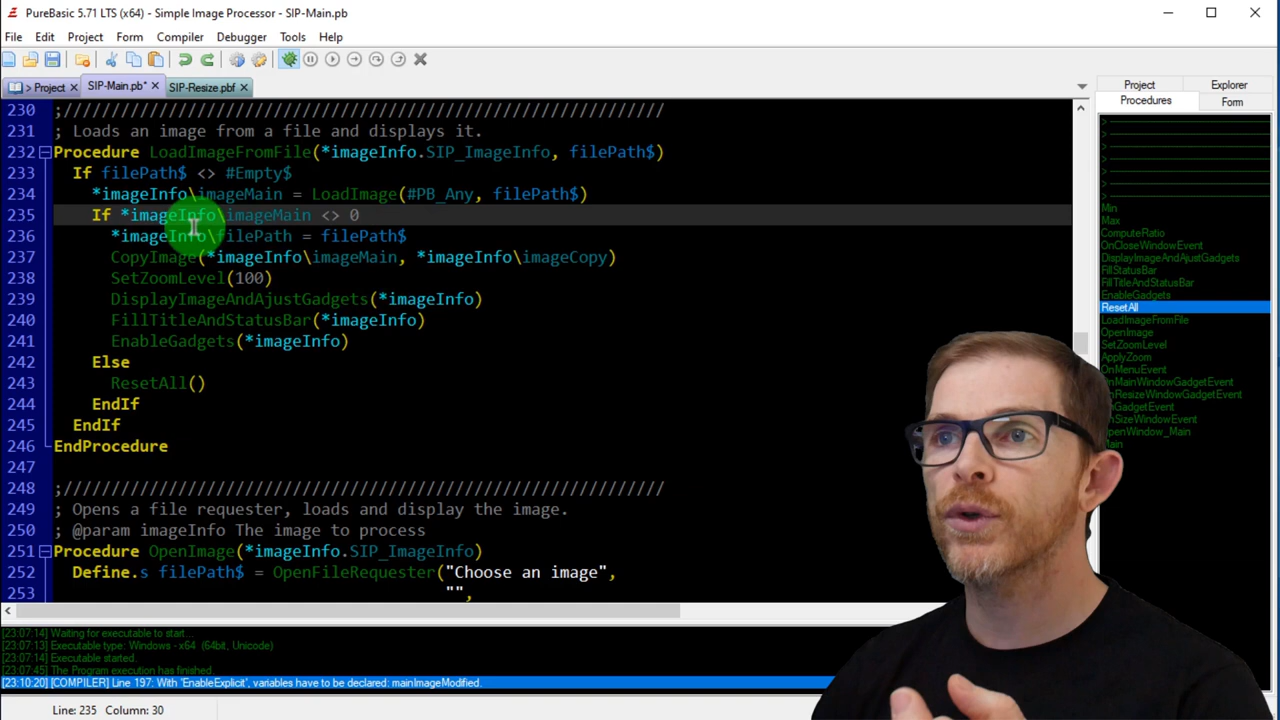 PureBasic 5.71 LTS (x64) - Simple Image Processor - SIP-Main.pb
File Edit Project Form Compiler Debugger Tools Help
> Project SIP-Main.pb* SIP-Resize.pbf
Project Explorer
Procedures Form
230 ;///////////////////////////////////////////////////////////////
231 ; Loads an image from a file and displays it.
232 Procedure LoadImageFromFile(*imageInfo.SIP_ImageInfo, filePath$)
233 If filePath$ <> #Empty$
234 *imageInfo\imageMain = LoadImage(#PB_Any, filePath$)
235 If *imageInfo\imageMain <> 0
236 *imageInfo\filePath = filePath$
237 CopyImage(*imageInfo\imageMain, *imageInfo\imageCopy)
238 SetZoomLevel(100)
239 DisplayImageAndAjustGadgets(*imageInfo)
240 FillTitleAndStatusBar(*imageInfo)
241 EnableGadgets(*imageInfo)
242 Else
243 ResetAll()
244 EndIf
245 EndIf
246 EndProcedure
247
248 ;///////////////////////////////////////////////////////////////
249 ; Opens a file requester, loads and display the image.
250 ; @param imageInfo The image to process
251 Procedure OpenImage(*imageInfo.SIP_ImageInfo)
252 Define.s filePath$ = OpenFileRequester("Choose an image",
253 "",
Min
Max
ComputeRatio
OnCloseWindowEvent
DisplayImageAndAjustGadgets
FillStatusBar
FillTitleAndStatusBar
EnableGadgets
ResetAll
LoadImageFromFile
OpenImage
SetZoomLevel
ApplyZoom
OnMenuEvent
OnMainWindowGadgetEvent
OnResizeWindowGadgetEvent
OnGadgetEvent
OnSizeWindowEvent
OpenWindow_Main
Main
[23:07:14] Waiting for executable to start...
[23:07:13] Executable type: Windows - x64 (64bit, Unicode)
[23:07:14] Executable started.
[23:07:45] The Program execution has finished.
[23:10:20] [COMPILER] Line 197: With 'EnableExplicit', variables have to be declared: mainImageModified.
Line: 235 Column: 30